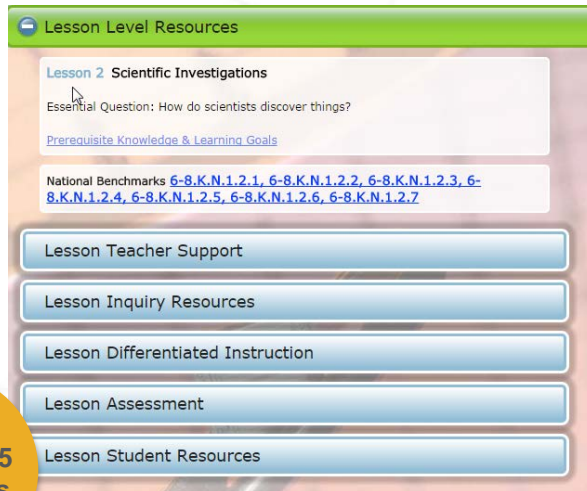 Lesson Level Resources
Lesson 2 Scientific Investigations
Essential Question: How do scientists discover things?
Prerequisite Knowledge & Learning Goals
National Benchmarks 6-8.K.N.1.2.1, 6-8.K.N.1.2.2, 6-8.K.N.1.2.3, 6-
8.K.N.1.2.4, 6-8.K.N.1.2.5, 6-8.K.N.1.2.6, 6-8.K.N.1.2.7
Lesson Teacher Support
Lesson Inquiry Resources
Lesson Differentiated Instruction
Lesson Assessment
5
Lesson Student Resources